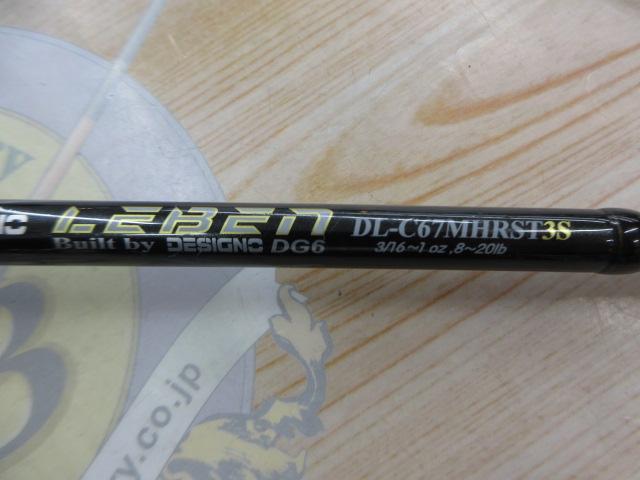 LEBEN
Built by DESIGNO DG6
DL-C67MHRST3S
3/16~1 oz ,8~20lb
.co.jp